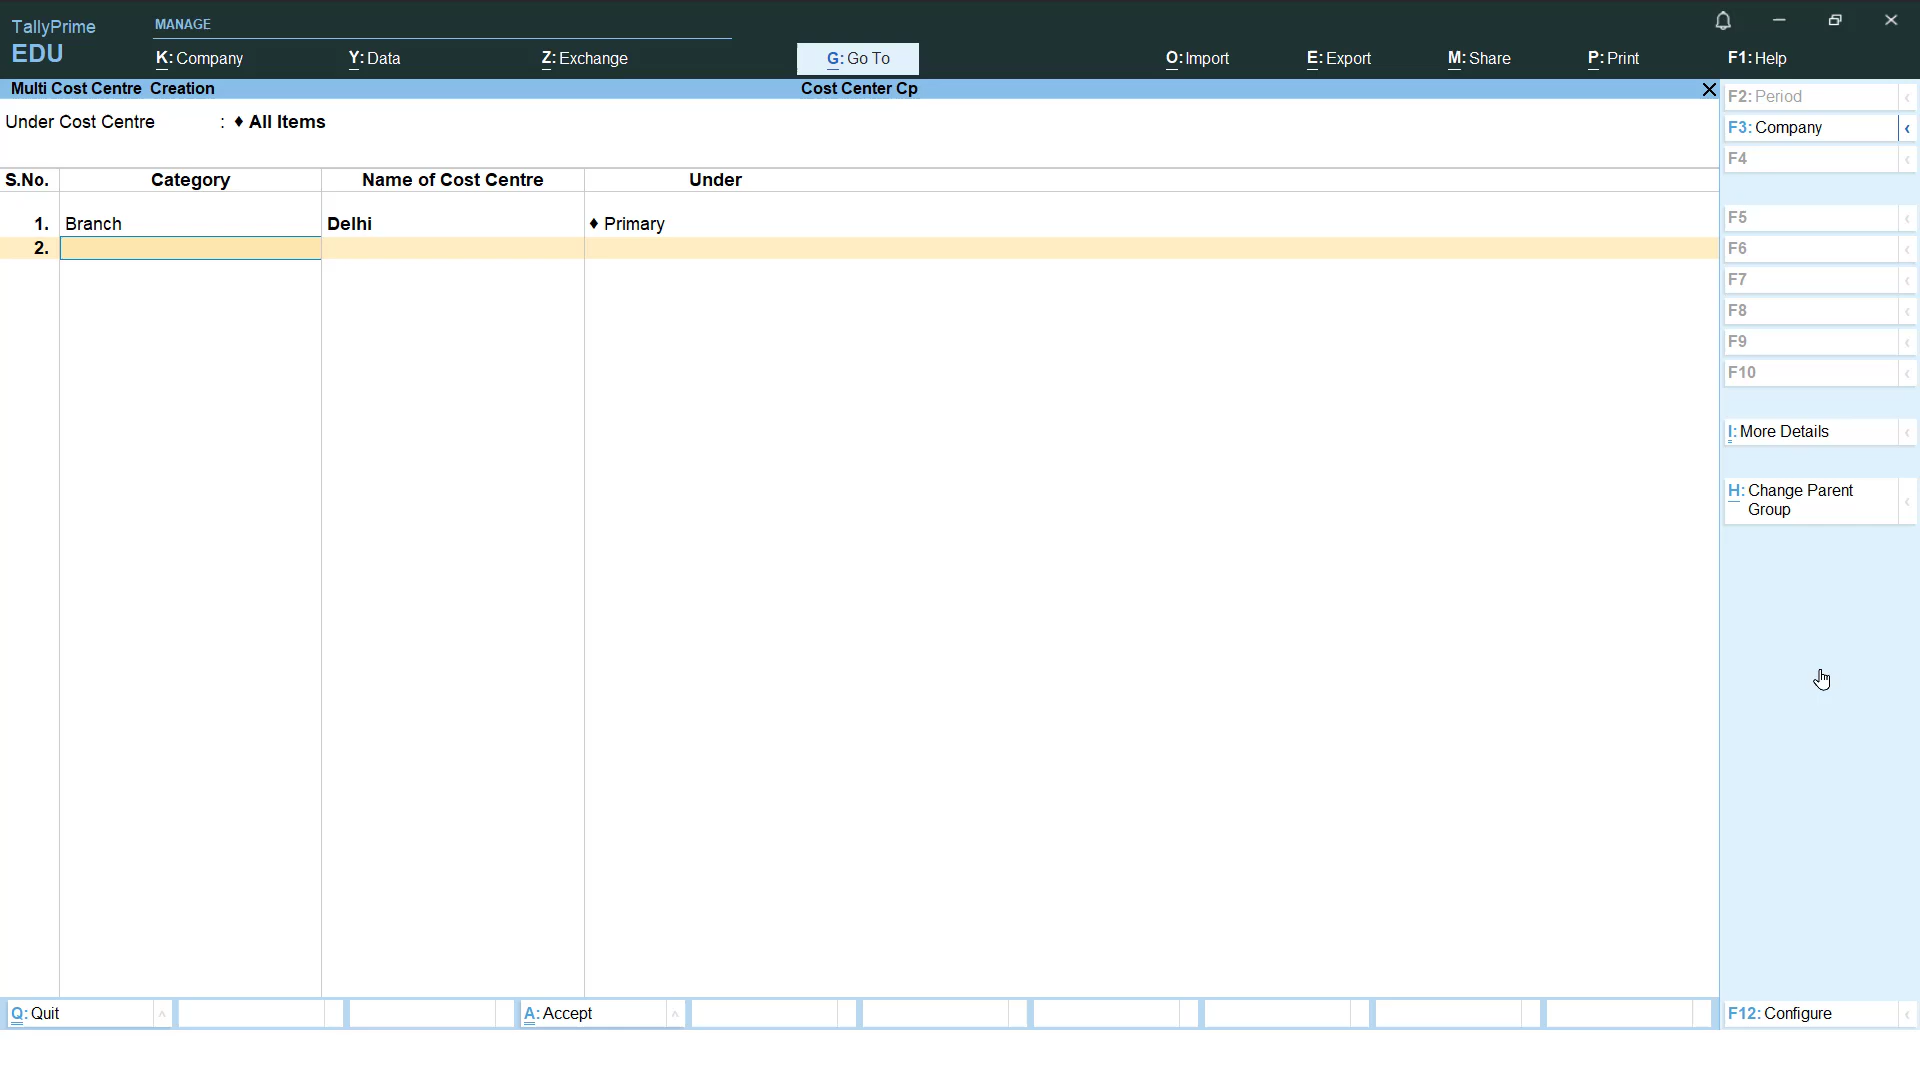 TallyPrime
EDU
MANAGE
K: Company
Y: Data
Z: Exchange
G: Go To
O: Import
E: Export
M: Share
P: Print
F1: Help
Multi Cost Centre Creation
Cost Center Cp
Under Cost Centre : ♦ All Items
S.No. Category Name of Cost Centre Under
1. Branch Delhi ♦ Primary
2.
F2: Period
F3: Company
F4
F5
F6
F7
F8
F9
F10
I: More Details
H: Change Parent
Group
Q: Quit
A: Accept
F12: Configure